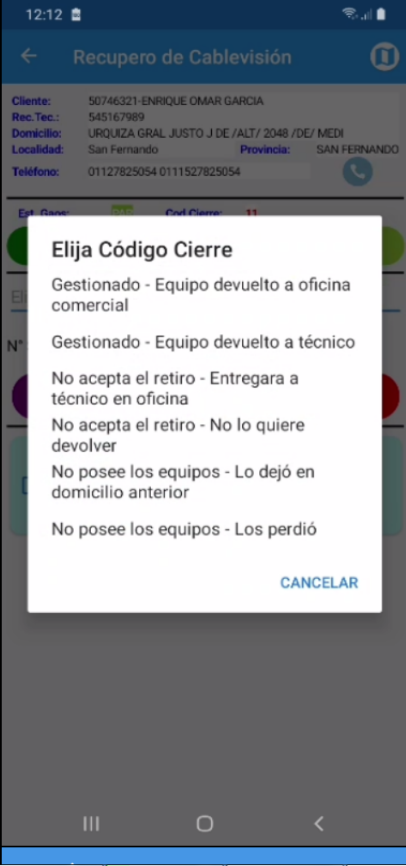 12:12
Recupero de Cablevisión
Cliente: 50746321-ENRIQUE OMAR GARCIA
Rec.Tec.: 545167989
Domicilio: URQUIZA GRAL JUSTO J DE /ALT/ 2048 /DE/ MEDI
Localidad: San Fernando Provincia: SAN FERNANDO
Teléfono: 01127825054 0111527825054
Est. Gaos: PAR Cod.Cierre: 11
Elija Código Cierre
Gestionado - Equipo devuelto a oficina
comercial
Gestionado - Equipo devuelto a técnico
No acepta el retiro - Entregara a
técnico en oficina
No acepta el retiro - No lo quiere
devolver
No posee los equipos - Lo dejó en
domicilio anterior
No posee los equipos - Los perdió
CANCELAR
N°